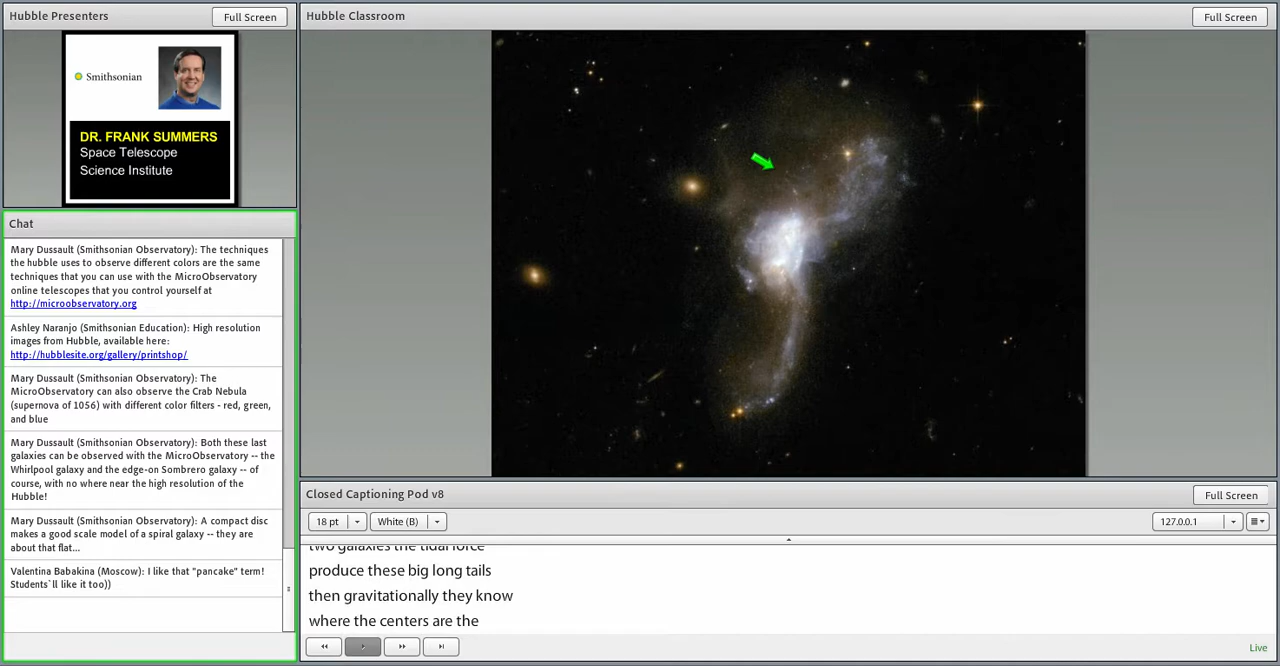 Hubble Presenters
Full Screen
Smithsonian
DR. FRANK SUMMERS
Space Telescope
Science Institute
Chat
Mary Dussault (Smithsonian Observatory): The techniques
the hubble uses to observe different colors are the same
techniques that you can use with the MicroObservatory
online telescopes that you control yourself at
http://microobservatory.org
Ashley Naranjo (Smithsonian Education): High resolution
images from Hubble, available here:
http://hubblesite.org/gallery/printshop/
Mary Dussault (Smithsonian Observatory): The
MicroObservatory can also observe the Crab Nebula
(supernova of 1056) with different color filters - red, green,
and blue
Mary Dussault (Smithsonian Observatory): Both these last
galaxies can be observed with the MicroObservatory -- the
Whirlpool galaxy and the edge-on Sombrero galaxy -- of
course, with no where near the high resolution of the
Hubble!
Mary Dussault (Smithsonian Observatory): A compact disc
makes a good scale model of a spiral galaxy -- they are
about that flat...
Valentina Babakina (Moscow): I like that "pancake" term!
Students`ll like it too))
Hubble Classroom
Full Screen
Closed Captioning Pod v8
Full Screen
18 pt
White (B)
127.0.0.1
two galaxies the tidal force
produce these big long tails
then gravitationally they know
where the centers are the
Live